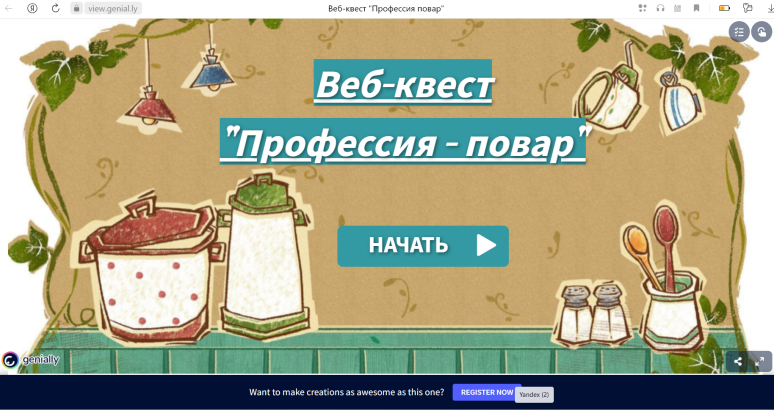 view.genial.ly
Веб-квест "Профессия повар"
Веб-квест
"Профессия - повар"
НАЧАТЬ
genially
Want to make creations as awesome as this one?
REGISTER NOW
Yandex (2)